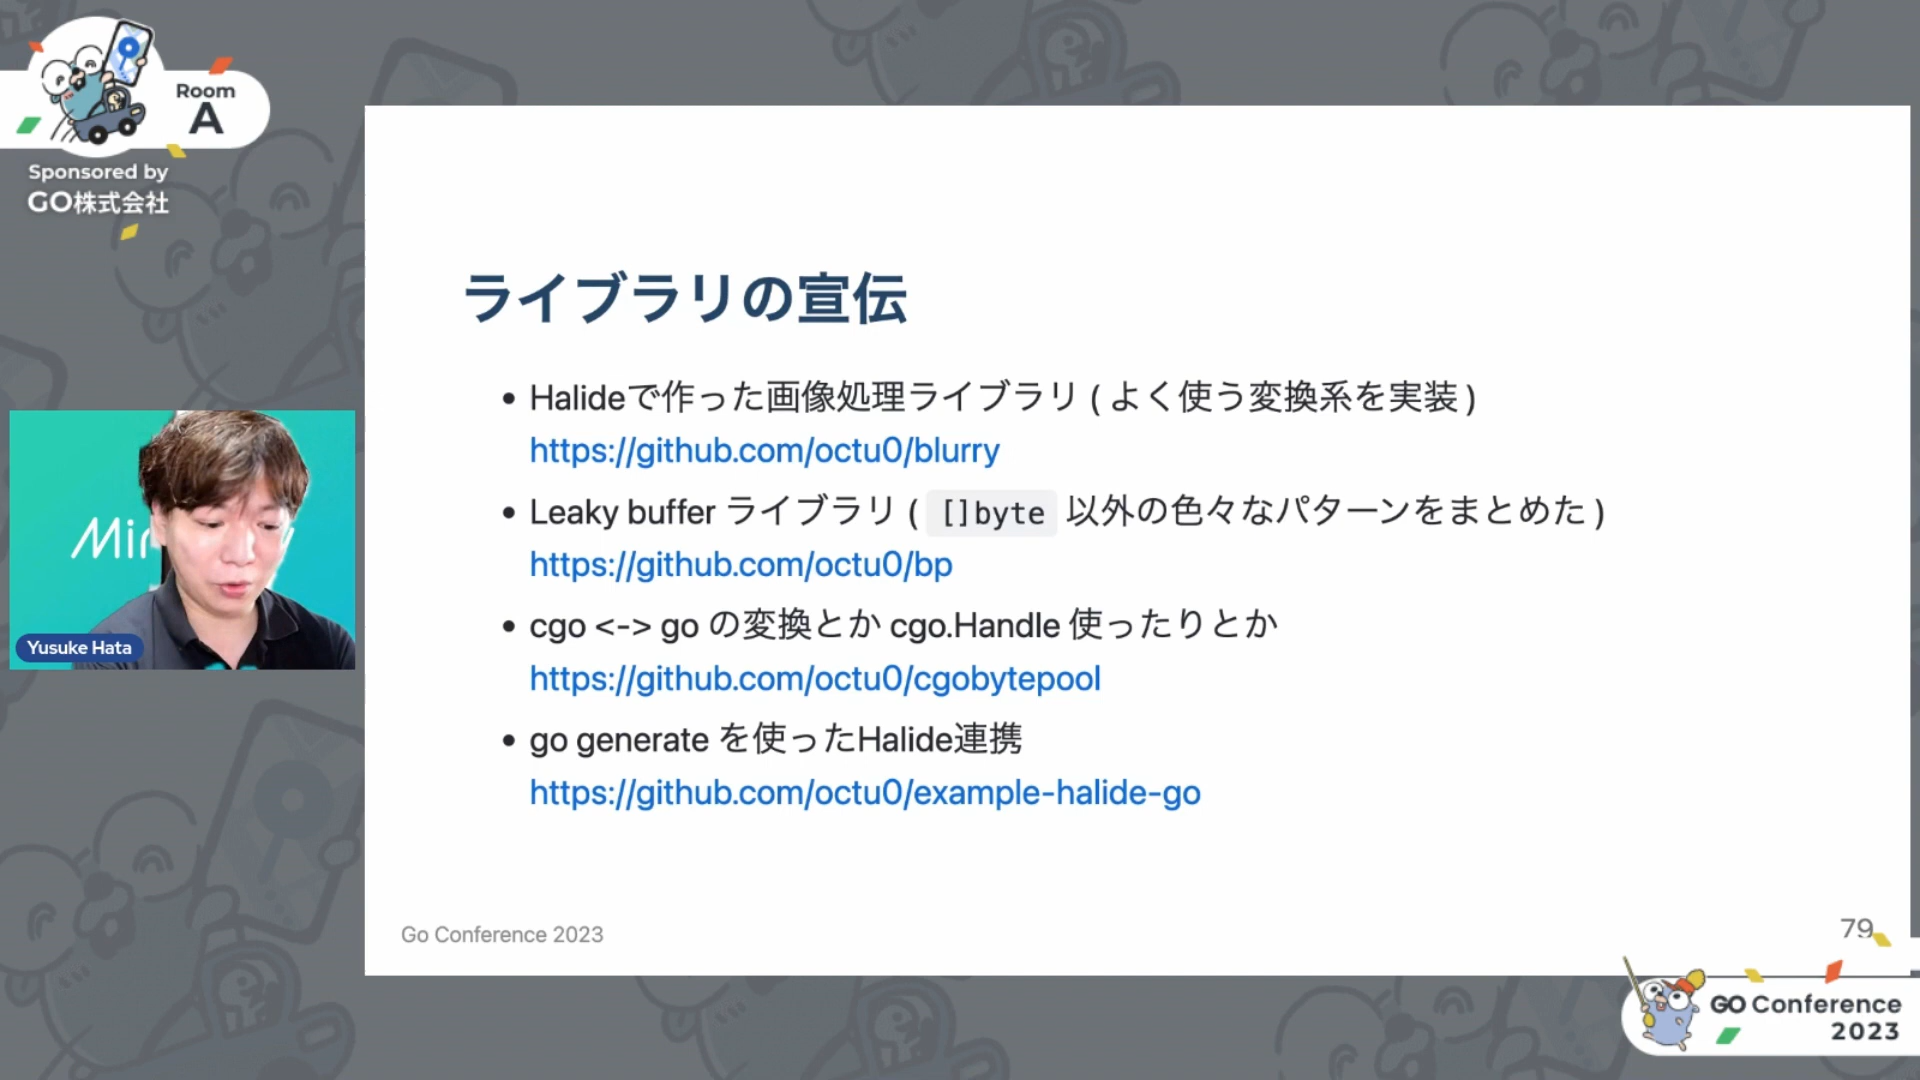 Room
A
Sponsored by
GO株式会社
ライブラリの宣伝
• Halideで作った画像処理ライブラリ ( よく使う変換系を実装 )
https://github.com/octu0/blurry
• Leaky buffer ライブラリ ( []byte 以外の色々なパターンをまとめた )
https://github.com/octu0/bp
• cgo <-> go の変換とか cgo.Handle 使ったりとか
https://github.com/octu0/cgobytepool
• go generate を使ったHalide連携
https://github.com/octu0/example-halide-go
Yusuke Hata
Go Conference 2023
79
GO Conference
2023